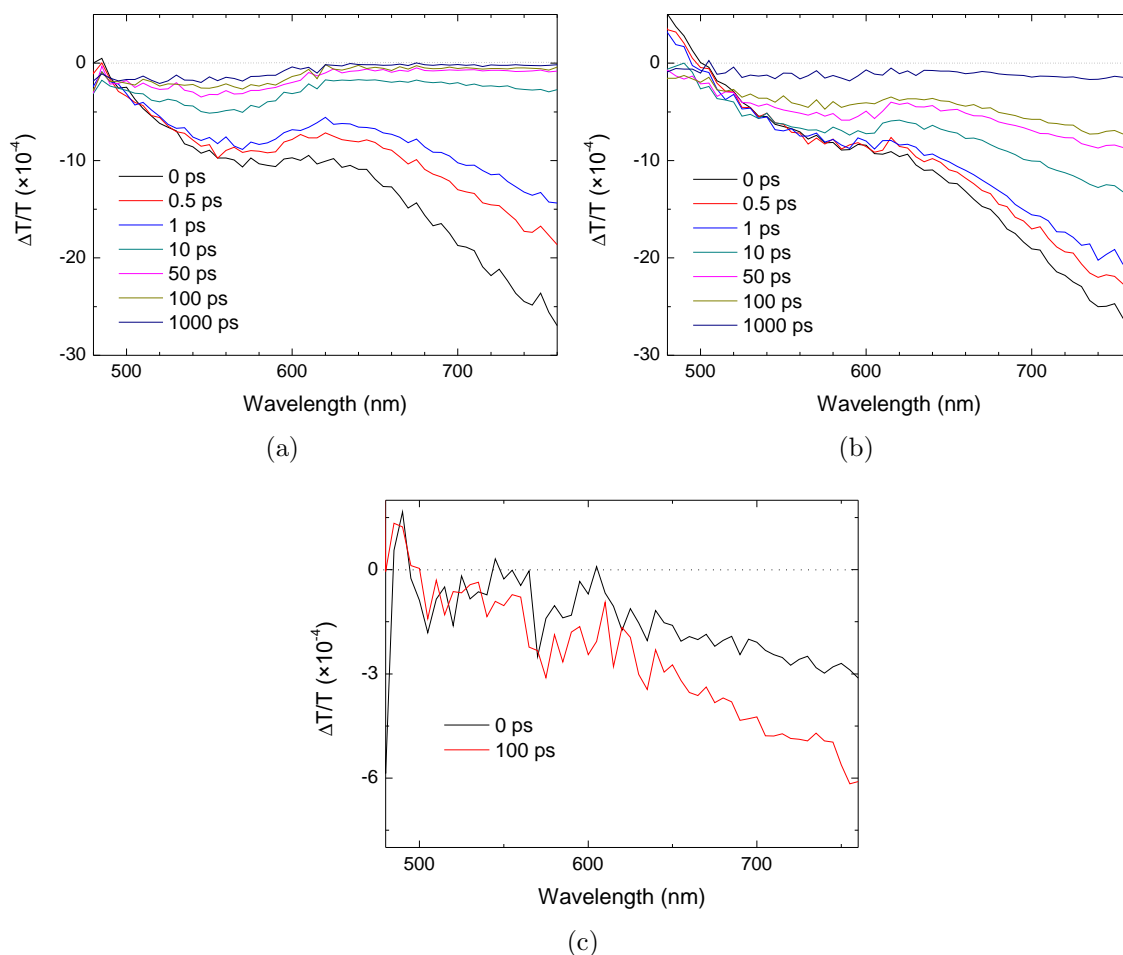 0
-10
-20
-30
ΔT/T (×10⁻⁴)
0 ps
0.5 ps
1 ps
10 ps
50 ps
100 ps
1000 ps
500 600 700
Wavelength (nm)
(a)
0
-10
-20
-30
ΔT/T (×10⁻⁴)
0 ps
0.5 ps
1 ps
10 ps
50 ps
100 ps
1000 ps
500 600 700
Wavelength (nm)
(b)
0
-3
-6
ΔT/T (×10⁻⁴)
0 ps
100 ps
500 600 700
Wavelength (nm)
(c)